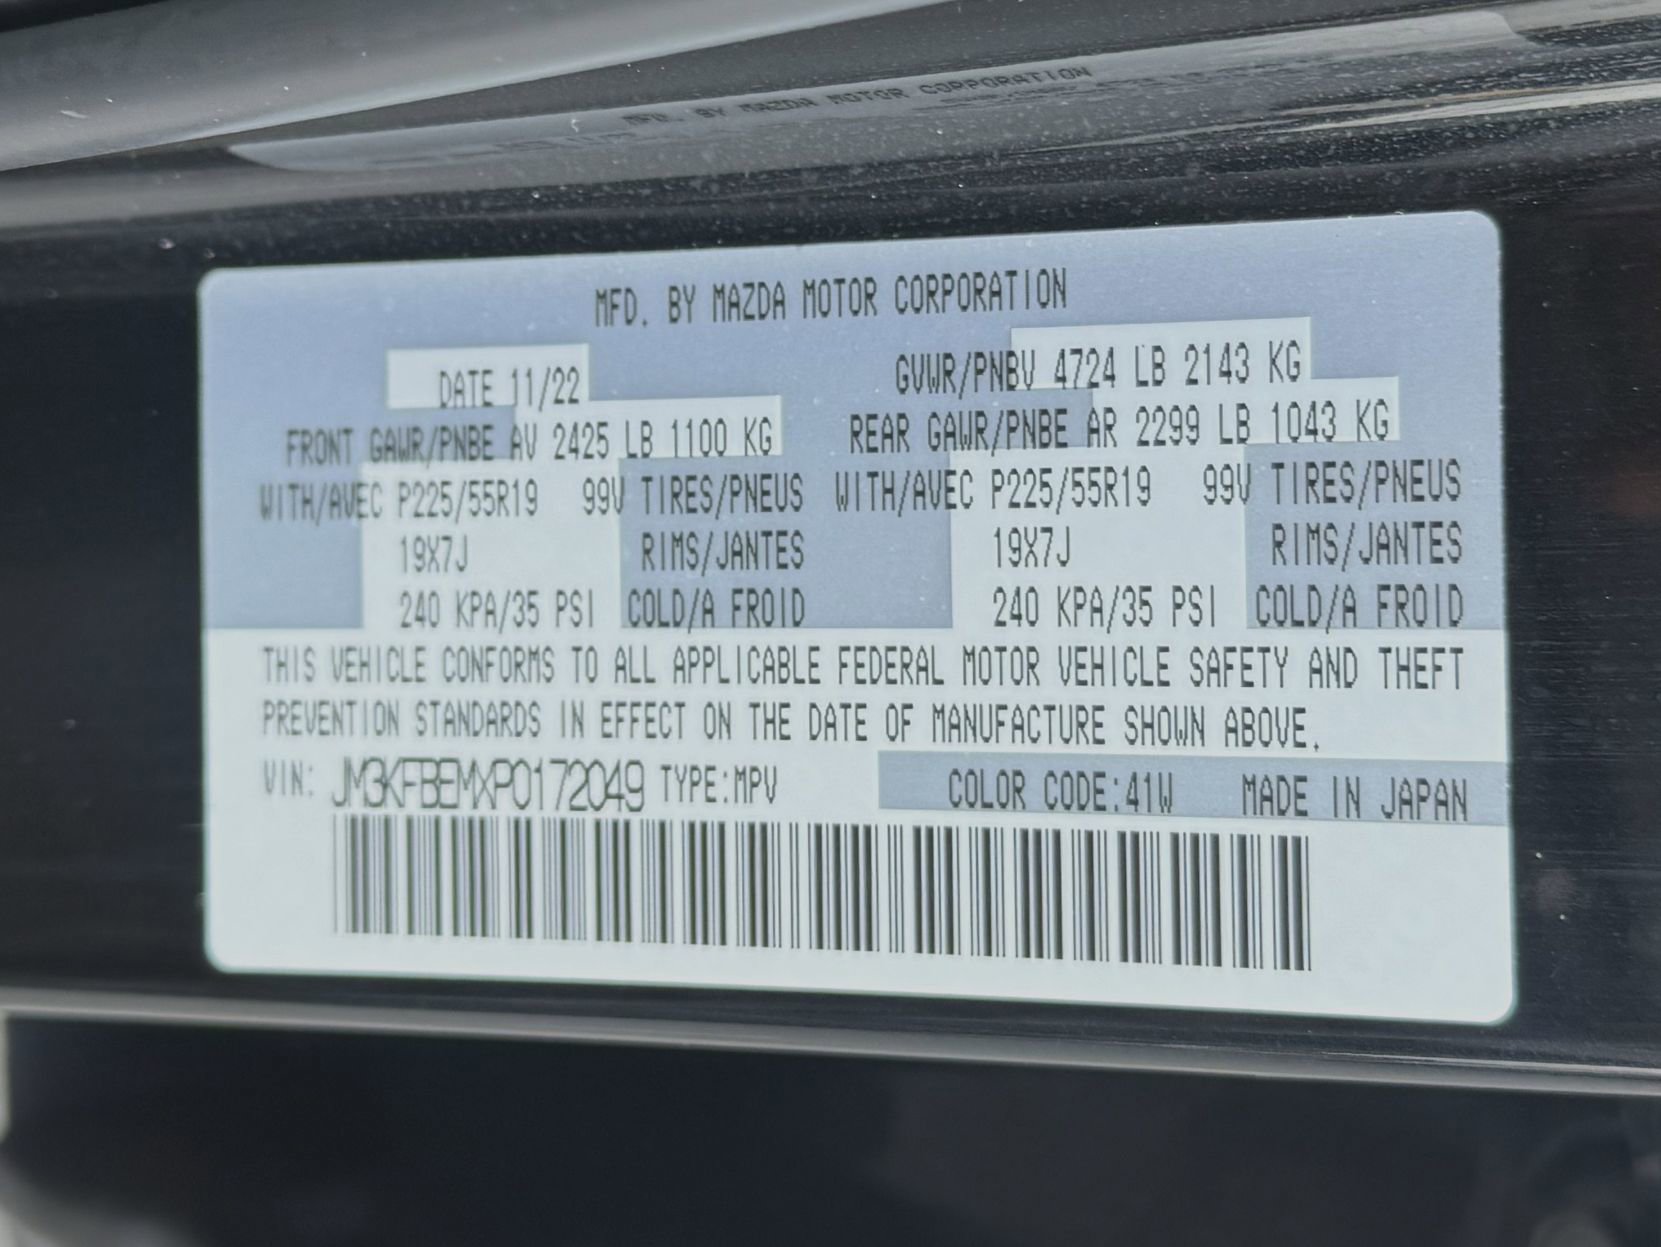 MFD. BY MAZDA MOTOR CORPORATION
MFD. BY MAZDA MOTOR CORPORATION
DATE 11/22 GVWR/PNBV 4724 LB 2143 KG
FRONT GAWR/PNBE AV 2425 LB 1100 KG REAR GAWR/PNBE AR 2299 LB 1043 KG
WITH/AVEC P225/55R19 99V TIRES/PNEUS WITH/AVEC P225/55R19 99V TIRES/PNEUS
19X7J RIMS/JANTES 19X7J RIMS/JANTES
240 KPA/35 PSI COLD/A FROID 240 KPA/35 PSI COLD/A FROID
THIS VEHICLE CONFORMS TO ALL APPLICABLE FEDERAL MOTOR VEHICLE SAFETY AND THEFT
PREVENTION STANDARDS IN EFFECT ON THE DATE OF MANUFACTURE SHOWN ABOVE.
VIN: JM3KFBEMXP0172049 TYPE:MPV COLOR CODE:41W MADE IN JAPAN